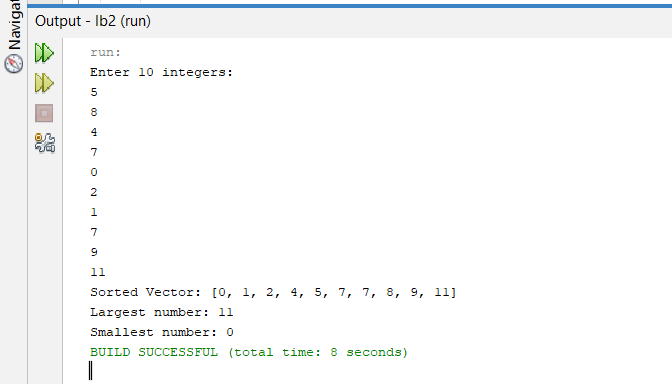 Navigat
Output - lb2 (run)
run:
Enter 10 integers:
5
8
4
7
0
2
1
7
9
11
Sorted Vector: [0, 1, 2, 4, 5, 7, 7, 8, 9, 11]
Largest number: 11
Smallest number: 0
BUILD SUCCESSFUL (total time: 8 seconds)